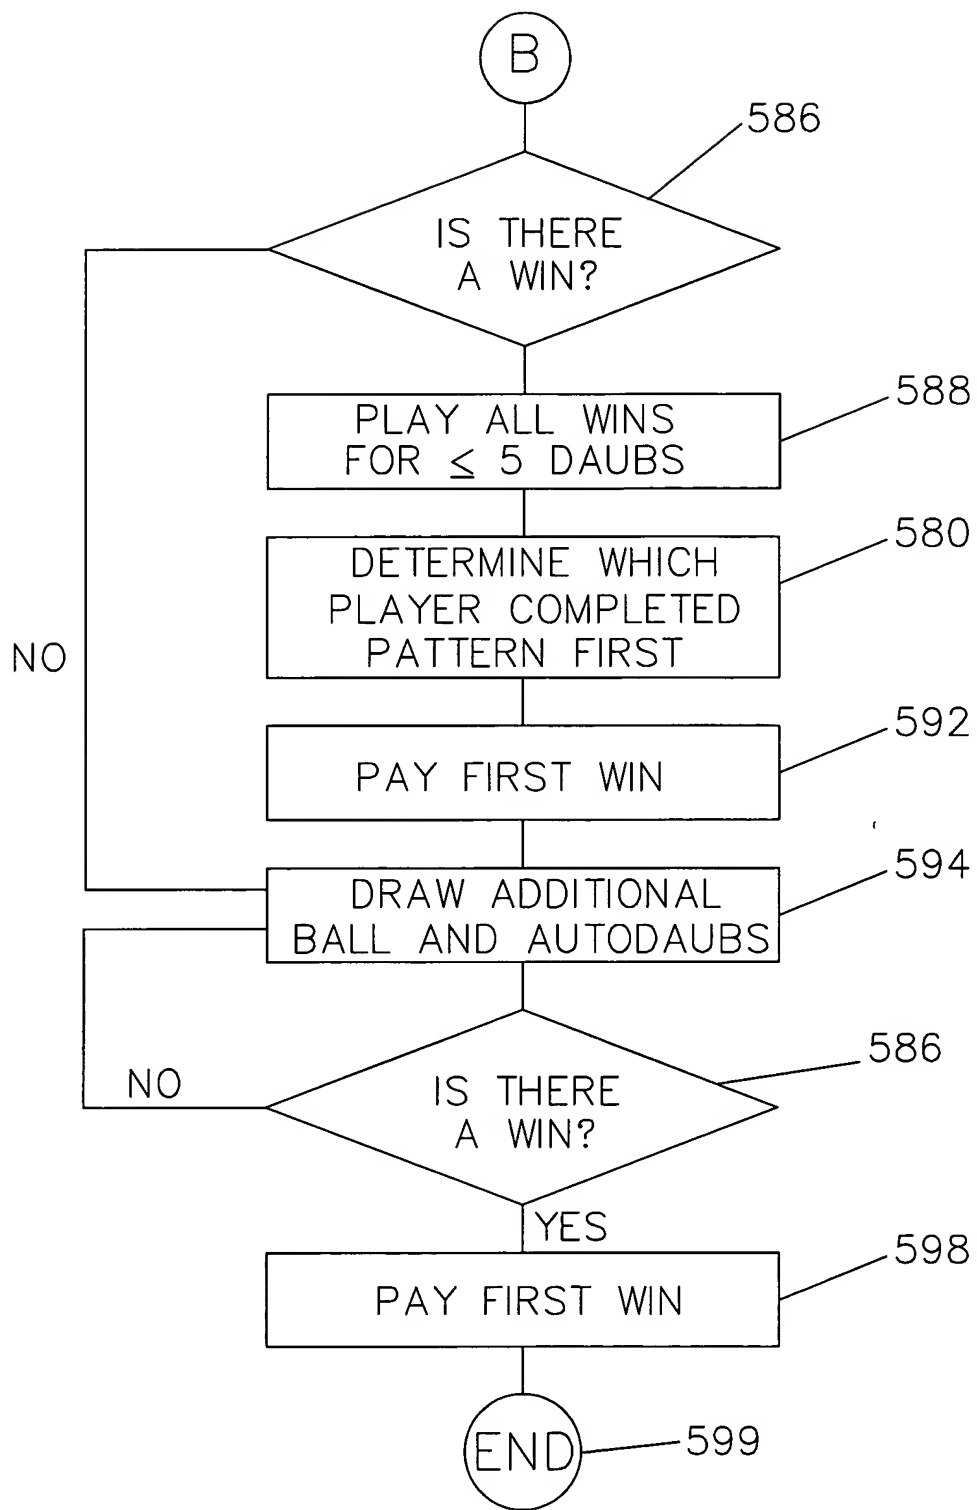 B
586
IS THERE
A WIN?
588
PLAY ALL WINS
FOR ≤ 5 DAUBS
580
DETERMINE WHICH
PLAYER COMPLETED
PATTERN FIRST
NO
592
PAY FIRST WIN
594
DRAW ADDITIONAL
BALL AND AUTODAUBS
586
NO
IS THERE
A WIN?
YES
598
PAY FIRST WIN
END
599